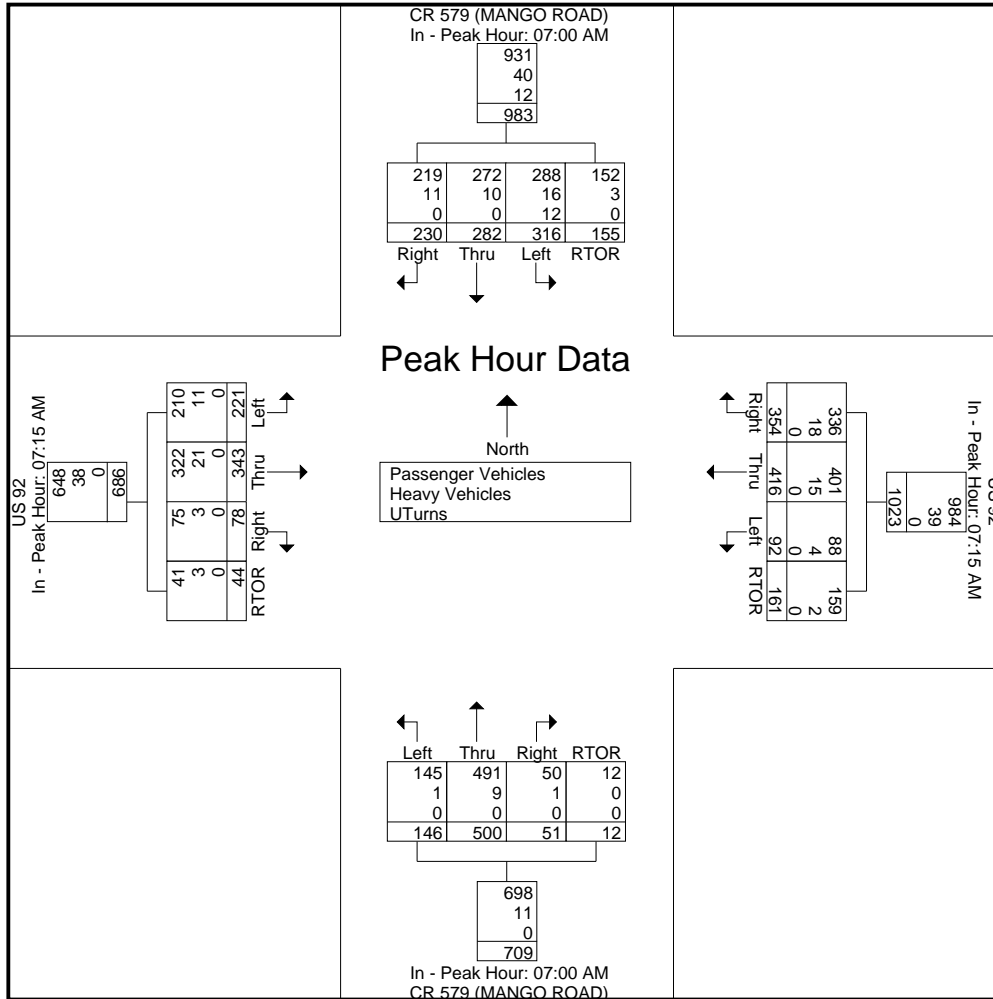 CR 579 (MANGO ROAD)
In - Peak Hour: 07:00 AM
931
40
12
983
219 272 288 152
11 10 16 3
0 0 12 0
230 282 316 155
Right Thru Left RTOR
Peak Hour Data
North
Passenger Vehicles
Heavy Vehicles
UTurns
US 92
In - Peak Hour: 07:15 AM
648
38
0
686
210 11 0 221 Left
322 21 0 343 Thru
75 3 0 78 Right
41 3 0 44 RTOR
US 92
In - Peak Hour: 07:15 AM
984
39
0
1023
336 18 0 354 Right
401 15 0 416 Thru
88 4 0 92 Left
159 2 0 161 RTOR
Left Thru Right RTOR
145 491 50 12
1 9 1 0
0 0 0 0
146 500 51 12
698
11
0
709
In - Peak Hour: 07:00 AM
CR 579 (MANGO ROAD)